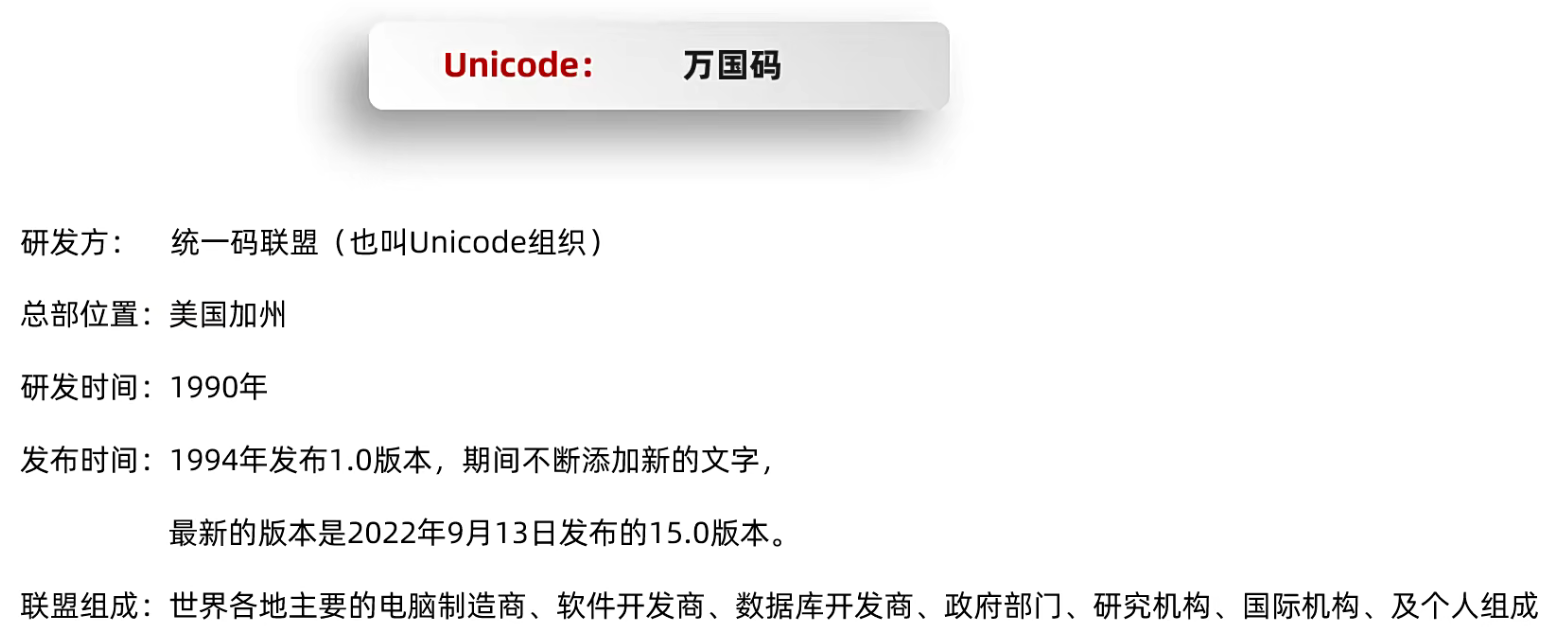 Unicode： 万国码
研发方： 统一码联盟（也叫Unicode组织）
总部位置：美国加州
研发时间：1990年
发布时间：1994年发布1.0版本，期间不断添加新的文字，
最新的版本是2022年9月13日发布的15.0版本。
联盟组成：世界各地主要的电脑制造商、软件开发商、数据库开发商、政府部门、研究机构、国际机构、及个人组成